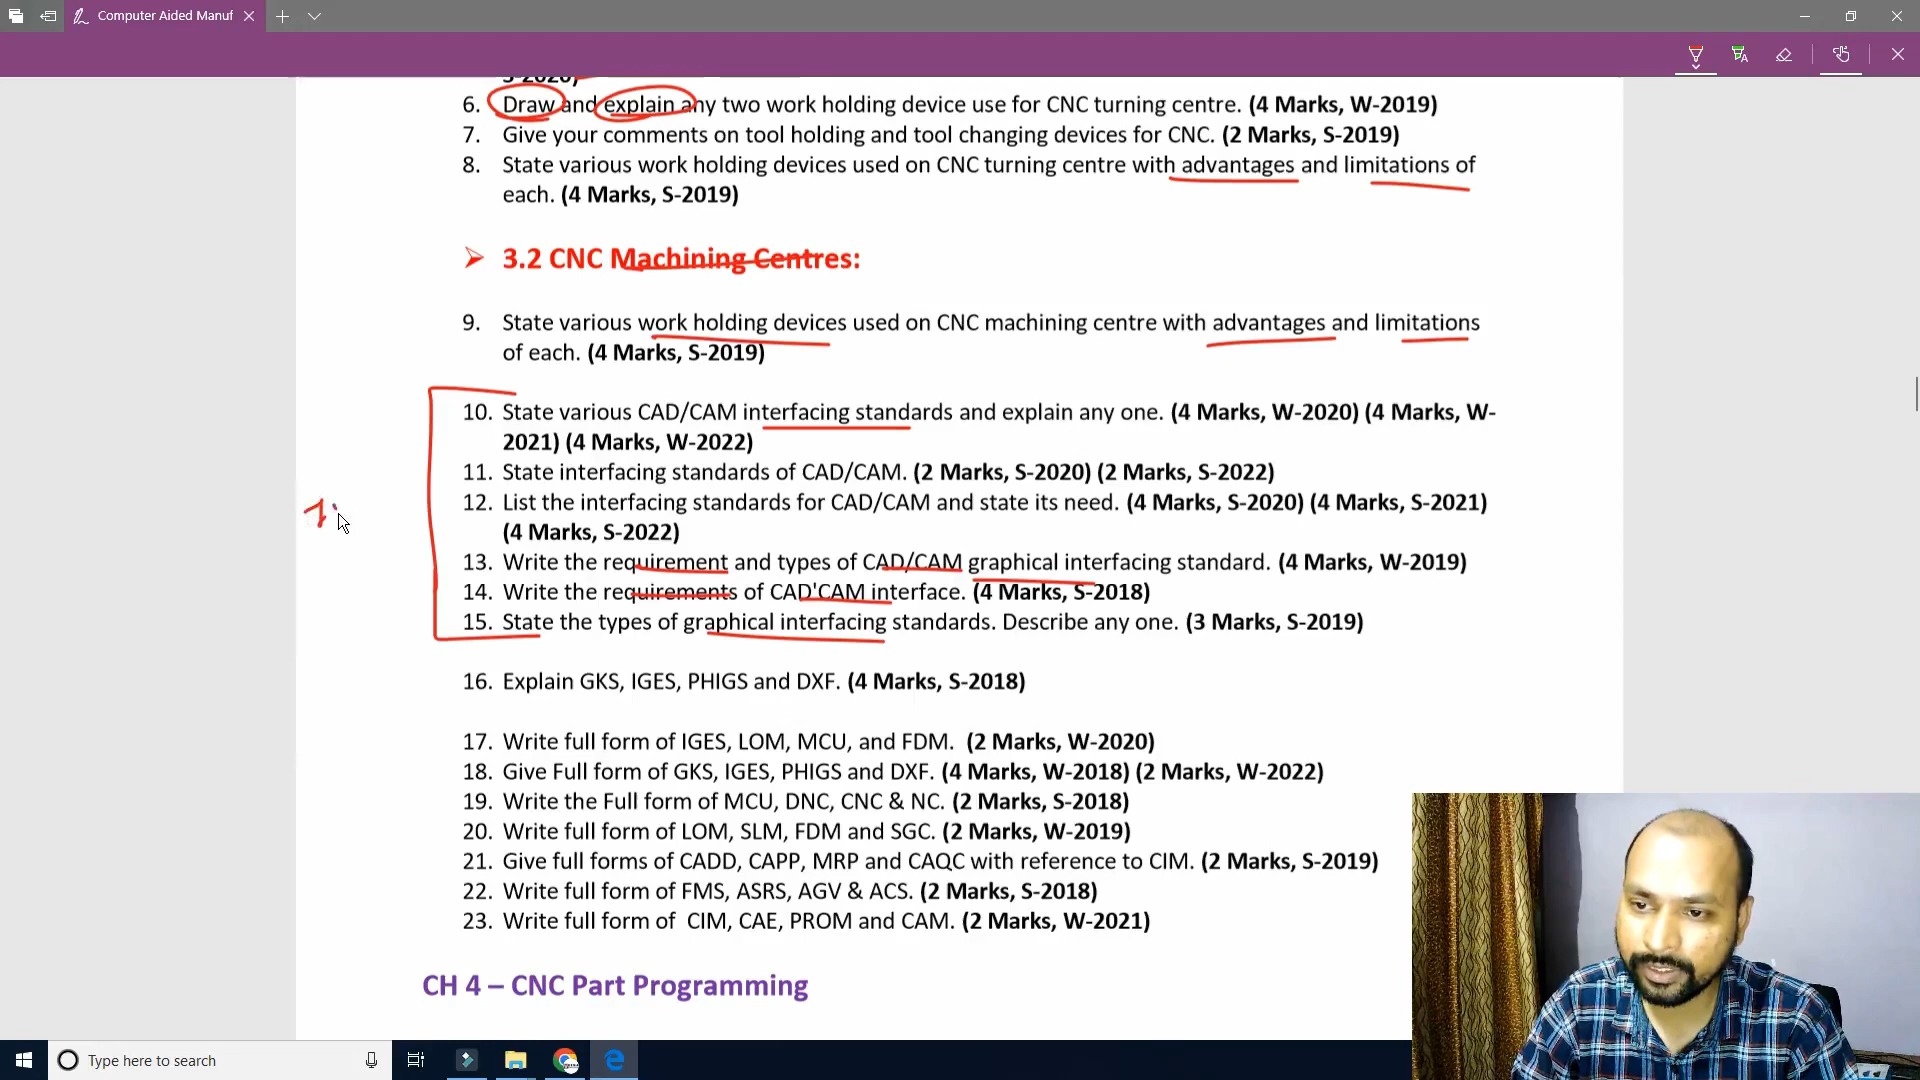 Computer Aided Manuf
S-2020)
6. Draw and explain any two work holding device use for CNC turning centre. (4 Marks, W-2019)
7. Give your comments on tool holding and tool changing devices for CNC. (2 Marks, S-2019)
8. State various work holding devices used on CNC turning centre with advantages and limitations of
each. (4 Marks, S-2019)
➢ 3.2 CNC Machining Centres:
9. State various work holding devices used on CNC machining centre with advantages and limitations
of each. (4 Marks, S-2019)
10. State various CAD/CAM interfacing standards and explain any one. (4 Marks, W-2020) (4 Marks, W-
2021) (4 Marks, W-2022)
11. State interfacing standards of CAD/CAM. (2 Marks, S-2020) (2 Marks, S-2022)
12. List the interfacing standards for CAD/CAM and state its need. (4 Marks, S-2020) (4 Marks, S-2021)
(4 Marks, S-2022)
13. Write the requirement and types of CAD/CAM graphical interfacing standard. (4 Marks, W-2019)
14. Write the requirements of CAD'CAM interface. (4 Marks, S-2018)
15. State the types of graphical interfacing standards. Describe any one. (3 Marks, S-2019)
16. Explain GKS, IGES, PHIGS and DXF. (4 Marks, S-2018)
17. Write full form of IGES, LOM, MCU, and FDM. (2 Marks, W-2020)
18. Give Full form of GKS, IGES, PHIGS and DXF. (4 Marks, W-2018) (2 Marks, W-2022)
19. Write the Full form of MCU, DNC, CNC & NC. (2 Marks, S-2018)
20. Write full form of LOM, SLM, FDM and SGC. (2 Marks, W-2019)
21. Give full forms of CADD, CAPP, MRP and CAQC with reference to CIM. (2 Marks, S-2019)
22. Write full form of FMS, ASRS, AGV & ACS. (2 Marks, S-2018)
23. Write full form of CIM, CAE, PROM and CAM. (2 Marks, W-2021)
CH 4 – CNC Part Programming
Type here to search